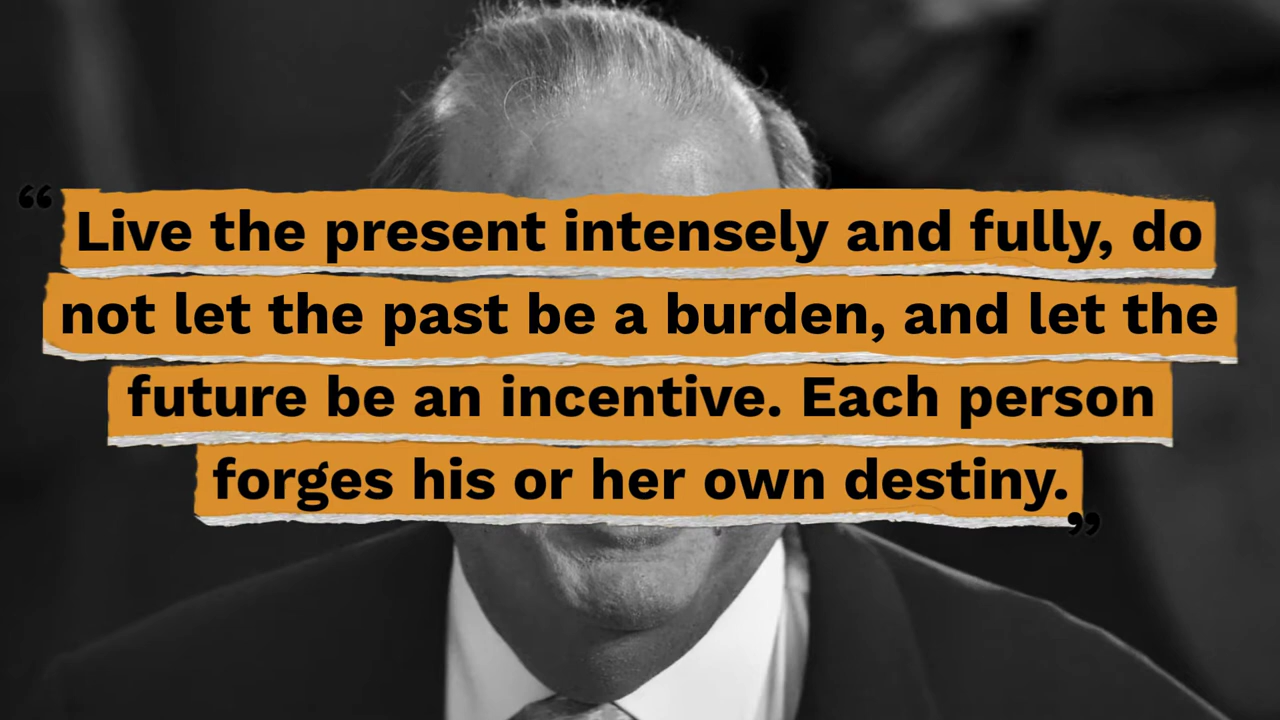 “Live the present intensely and fully, do
not let the past be a burden, and let the
future be an incentive. Each person
forges his or her own destiny.”